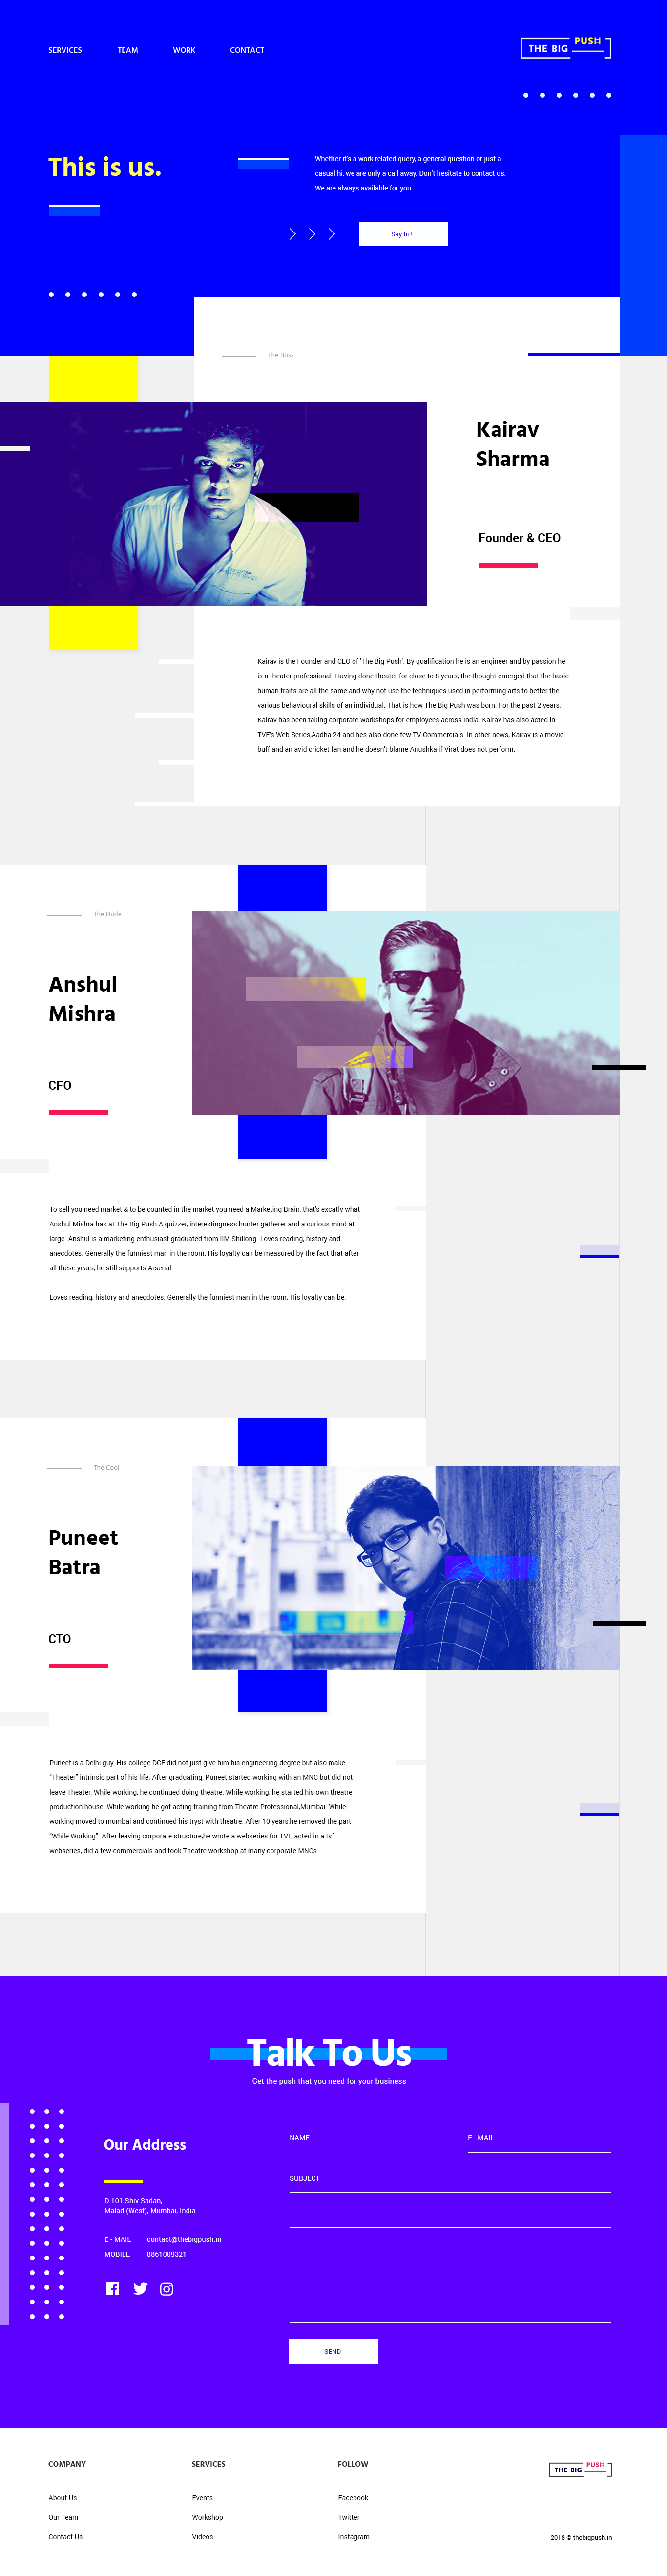 SERVICES TEAM WORK CONTACT
THE BIG PUSH
This is us.
Whether it's a work related query, a general question or just a
casual hi, we are only a call away. Don't hesitate to contact us.
We are always available for you.
Say hi !
The Boss
Kairav
Sharma
Founder & CEO
Kairav is the Founder and CEO of 'The Big Push'. By qualification he is an engineer and by passion he
is a theater professional. Having done theater for close to 8 years, the thought emerged that the basic
human traits are all the same and why not use the techniques used in performing arts to better the
various behavioural skills of an individual. That is how The Big Push was born. For the past 2 years,
Kairav has been taking corporate workshops for employees across India. Kairav has also acted in
TVF's Web Series,Aadha 24 and hes also done few TV Commercials. In other news, Kairav is a movie
buff and an avid cricket fan and he doesn't blame Anushka if Virat does not perform.
The Dude
Anshul
Mishra
CFO
To sell you need market & to be counted in the market you need a Marketing Brain, that's excatly what
Anshul Mishra has at The Big Push.A quizzer, interestingness hunter gatherer and a curious mind at
large. Anshul is a marketing enthusiast graduated from IIM Shillong. Loves reading, history and
anecdotes. Generally the funniest man in the room. His loyalty can be measured by the fact that after
all these years, he still supports Arsenal
Loves reading, history and anecdotes. Generally the funniest man in the room. His loyalty can be.
The Cool
Puneet
Batra
CTO
Puneet is a Delhi guy. His college DCE did not just give him his engineering degree but also make
"Theater" intrinsic part of his life. After graduating, Puneet started working with an MNC but did not
leave Theater. While working, he continued doing theatre. While working, he started his own theatre
production house. While working he got acting training from Theatre Professional,Mumbai. While
working moved to mumbai and continued his tryst with theatre. After 10 years,he removed the part
"While Working". After leaving corporate structure,he wrote a webseries for TVF, acted in a tvf
webseries, did a few commercials and took Theatre workshop at many corporate MNCs.
Talk To Us
Get the push that you need for your business
Our Address
D-101 Shiv Sadan,
Malad (West), Mumbai, India
E - MAIL contact@thebigpush.in
MOBILE 8861009321
NAME
E - MAIL
SUBJECT
SEND
COMPANY
About Us
Our Team
Contact Us
SERVICES
Events
Workshop
Videos
FOLLOW
Facebook
Twitter
Instagram
THE BIG PUSH
2018 © thebigpush.in